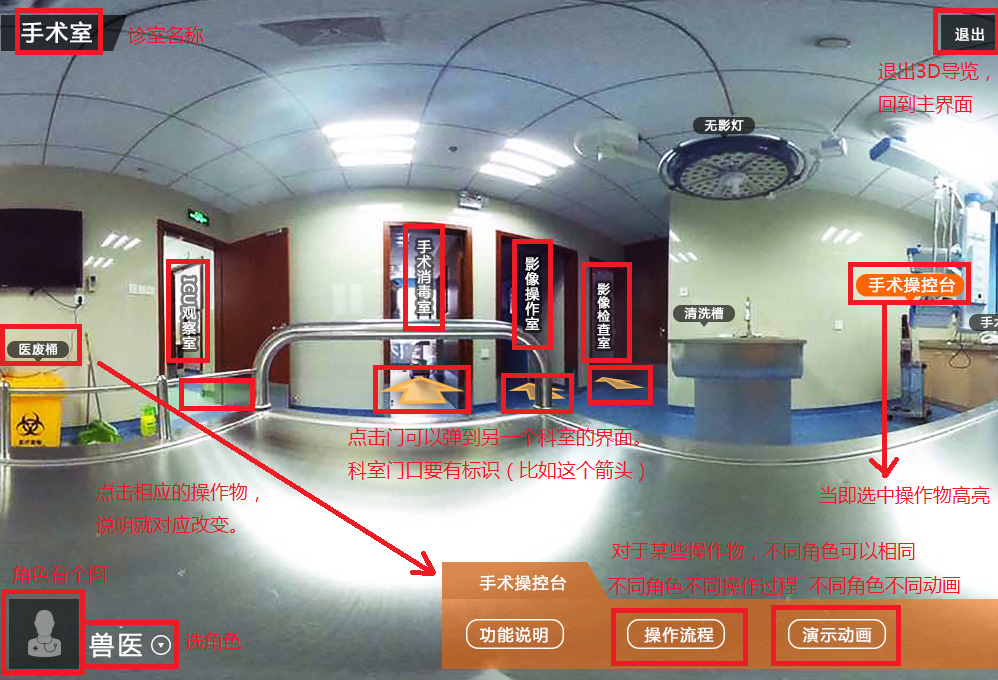 手术室
诊室名称
退出
退出3D导览，
回到主界面
无影灯
手术消毒室
影像操作室
影像检查室
ICU观察室
手术操控台
清洗槽
手术
医废桶
点击门可以弹到另一个科室的界面。
科室门口要有标识（比如这个箭头）
点击相应的操作物，
说明就对应改变。
当即选中操作物高亮
对于某些操作物，不同角色可以相同
不同角色不同操作过程 不同角色不同动画
角色有个图
兽医
选角色
手术操控台
功能说明
操作流程
演示动画